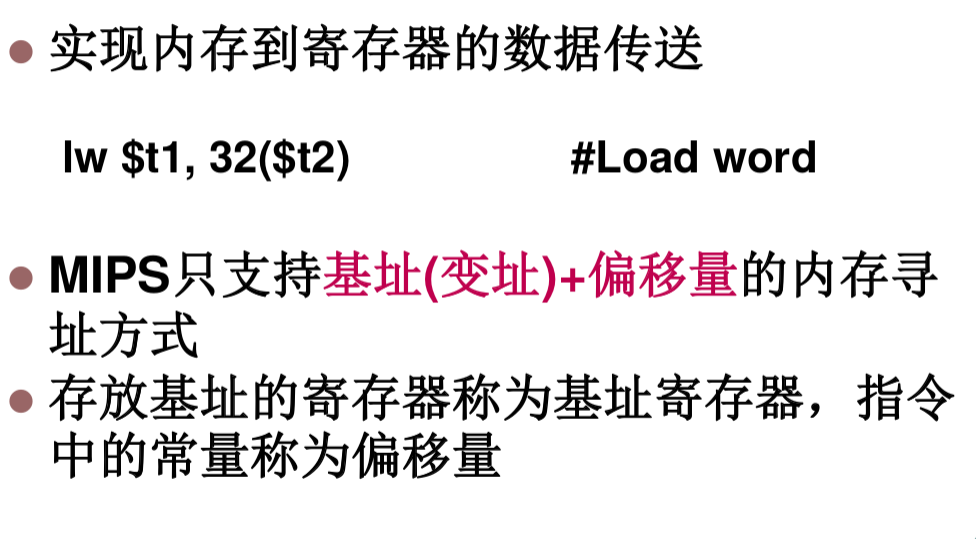 ● 实现内存到寄存器的数据传送
lw $t1, 32($t2) #Load word
● MIPS只支持基址(变址)+偏移量的内存寻
址方式
● 存放基址的寄存器称为基址寄存器，指令
中的常量称为偏移量